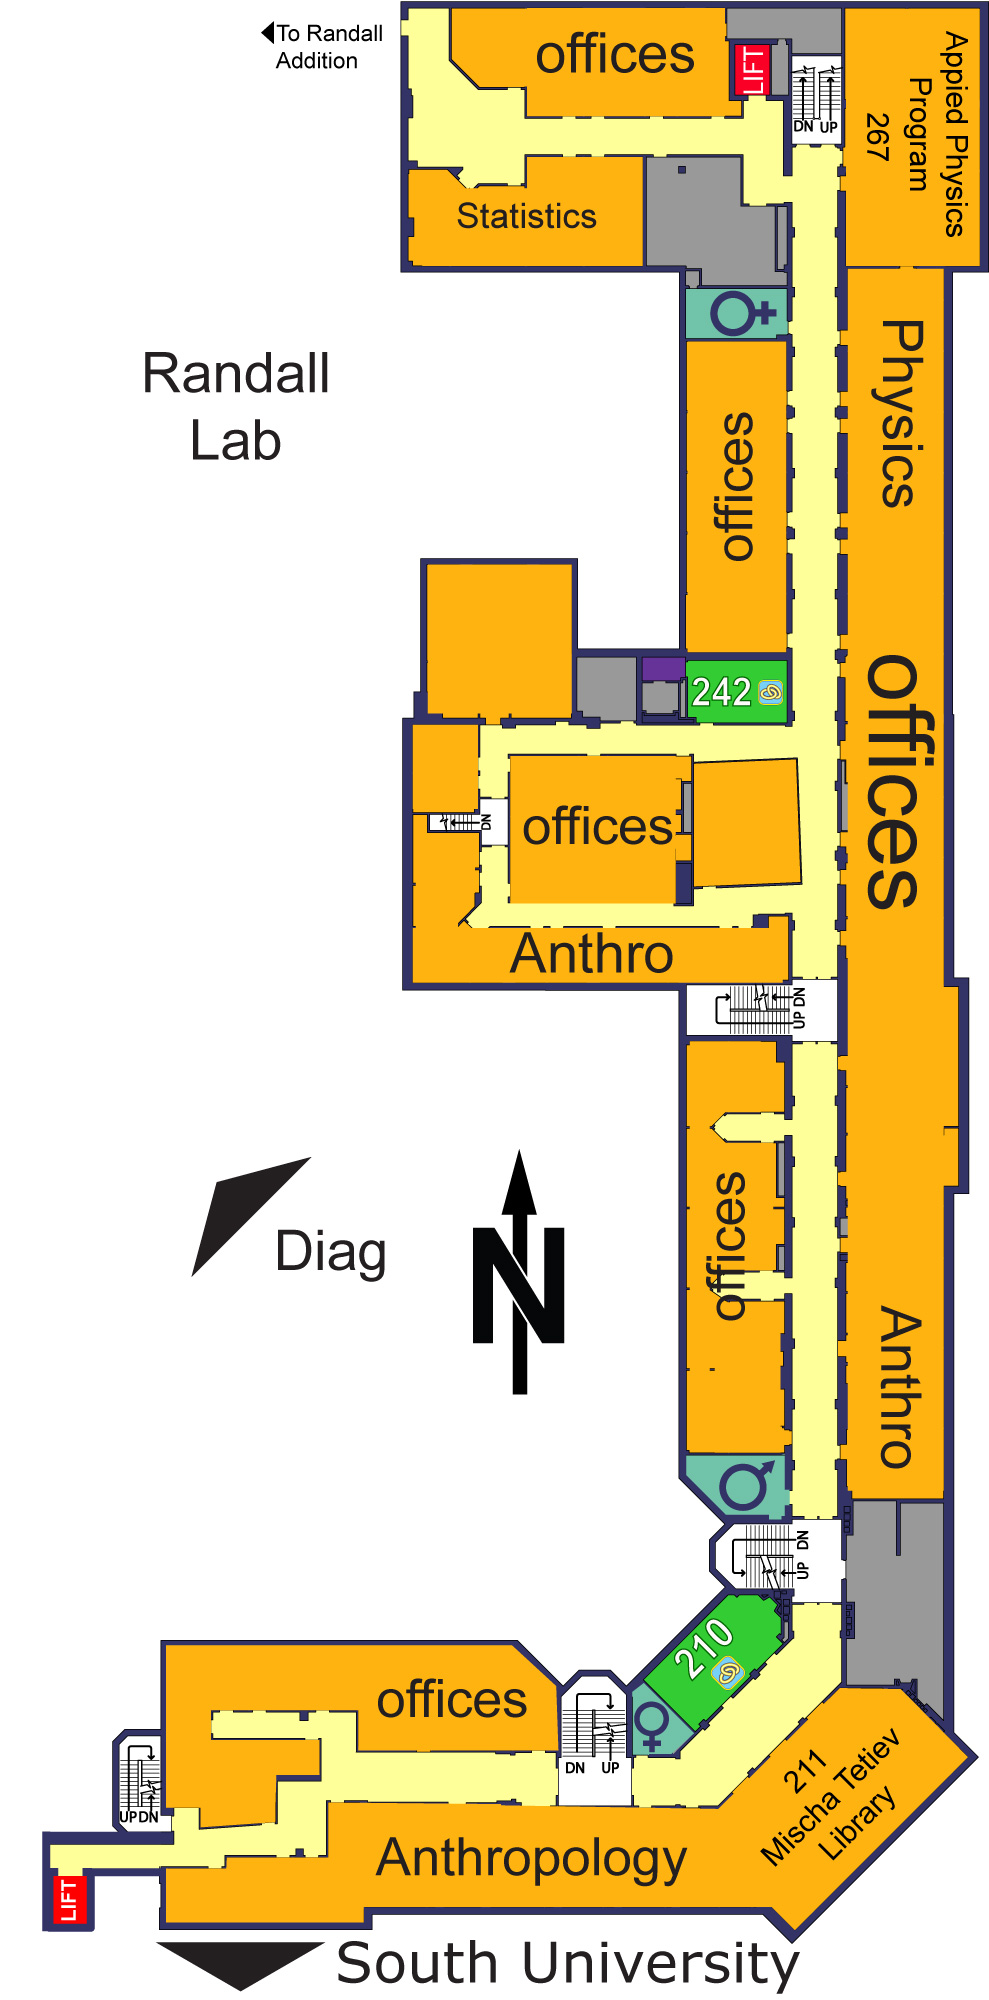 To Randall
Addition
offices
LIFT
DN UP
Appied Physics
Program
267
Statistics
Randall
Lab
Physics
offices
242
offices
offices
DN
Anthro
UP DN
offices
Diag
N
Anthro
DN
UP
210
offices
DN UP
UP DN
211
Mischa Tetiev
Library
Anthropology
LIFT
South University